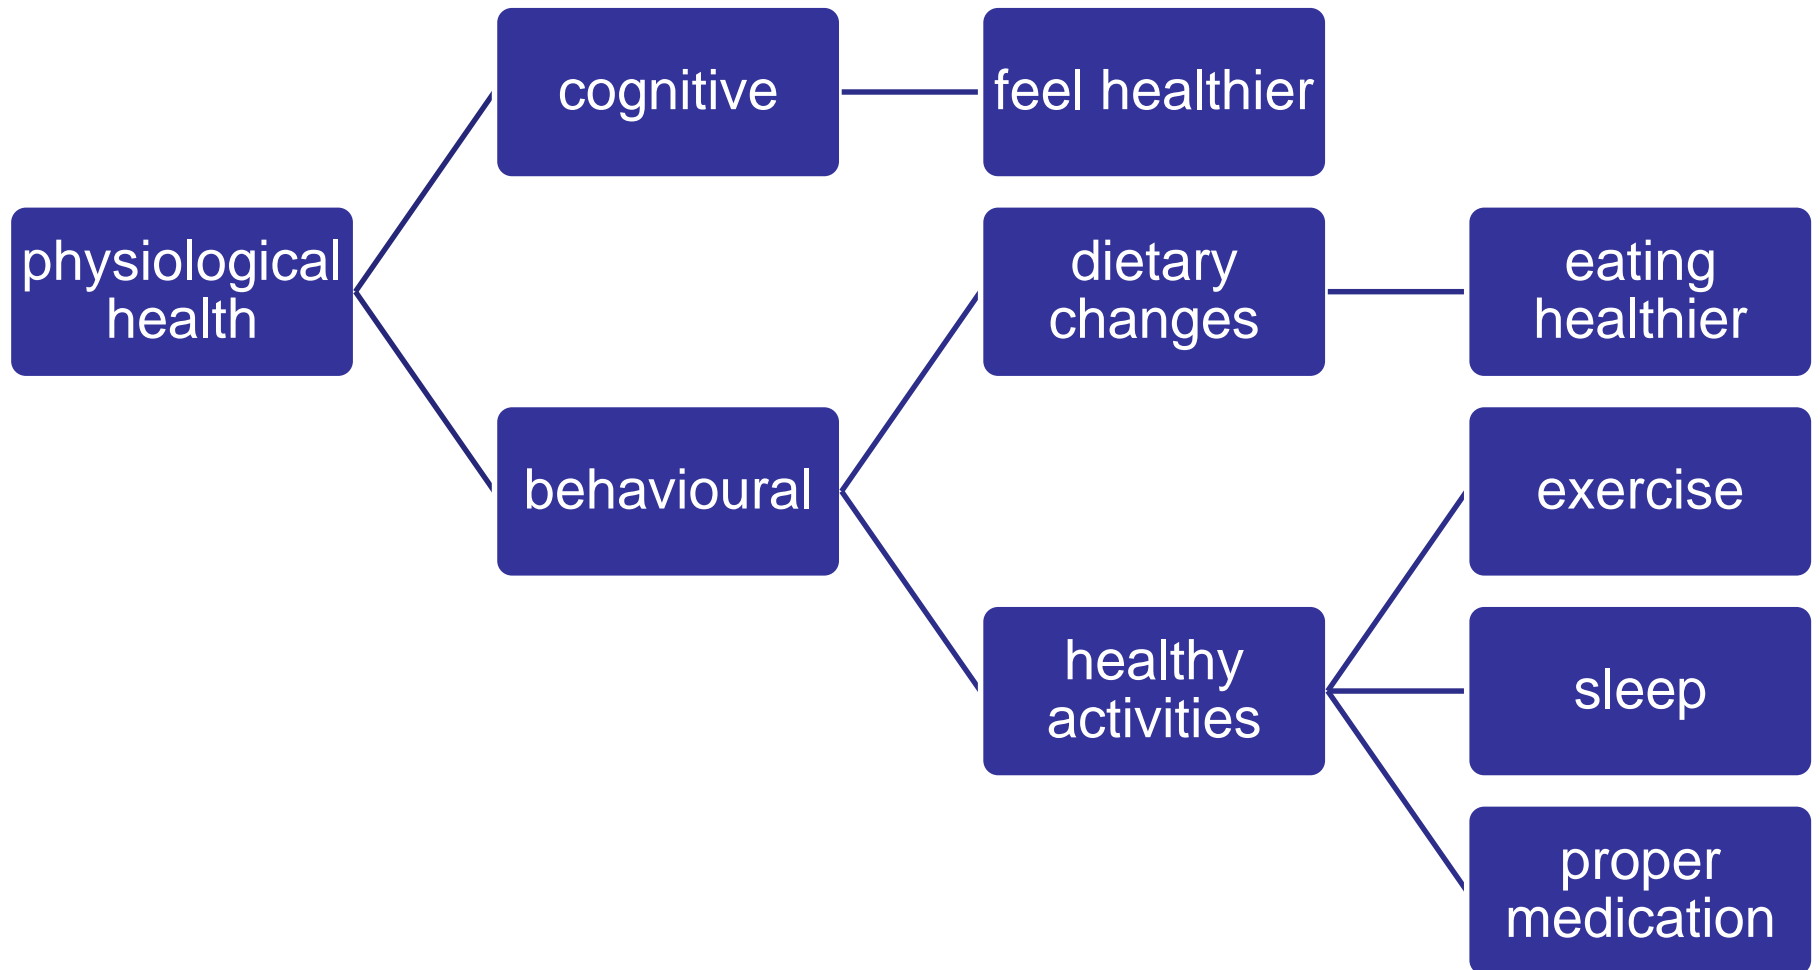 cognitive
feel healthier
physiological
health
dietary
changes
eating
healthier
behavioural
exercise
healthy
activities
sleep
proper
medication